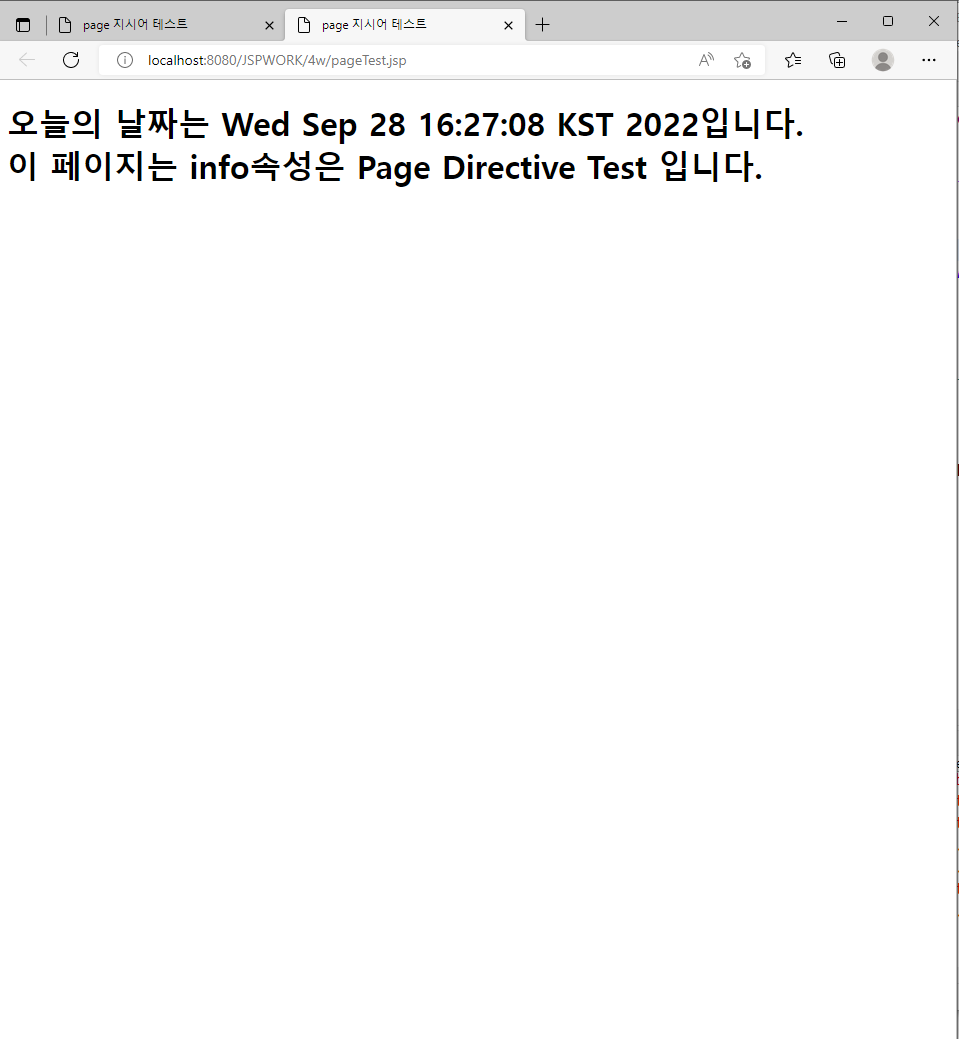 page 지시어 테스트
page 지시어 테스트
localhost:8080/JSPWORK/4w/pageTest.jsp
오늘의 날짜는 Wed Sep 28 16:27:08 KST 2022입니다.
이 페이지는 info속성은 Page Directive Test 입니다.